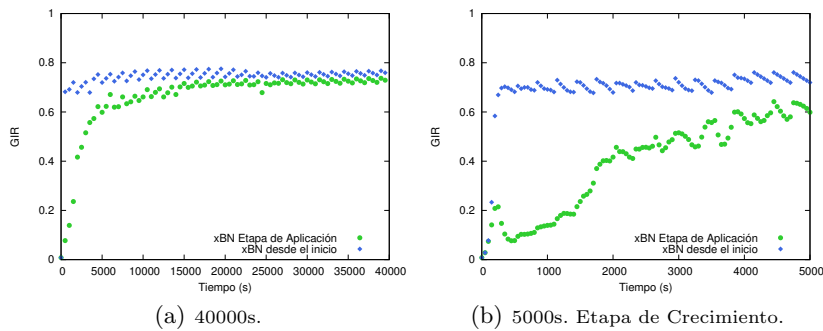 1
0.8
0.6
0.4
0.2
0
GIR
xBN Etapa de Aplicación
xBN desde el inicio
0 5000 10000 15000 20000 25000 30000 35000 40000
Tiempo (s)
(a) 40000s.
1
0.8
0.6
0.4
0.2
0
GIR
xBN Etapa de Aplicación
xBN desde el inicio
0 1000 2000 3000 4000 5000
Tiempo (s)
(b) 5000s. Etapa de Crecimiento.